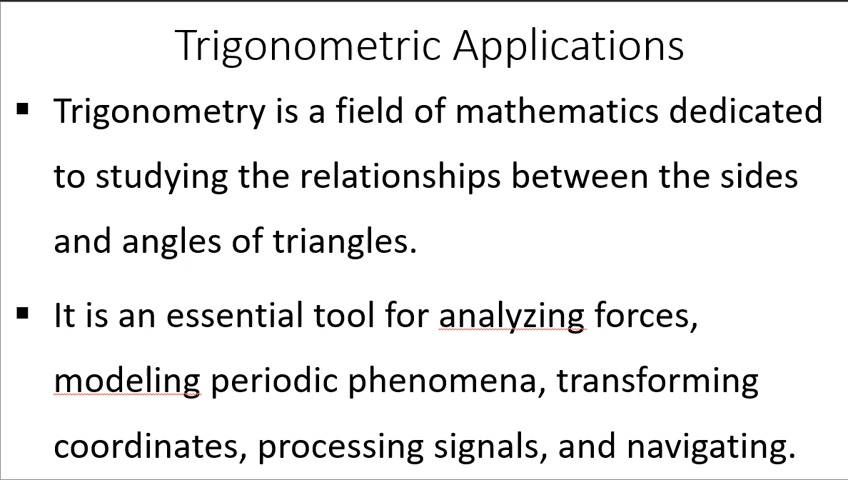 Trigonometric Applications
▪ Trigonometry is a field of mathematics dedicated
to studying the relationships between the sides
and angles of triangles.
▪ It is an essential tool for analyzing forces,
modeling periodic phenomena, transforming
coordinates, processing signals, and navigating.